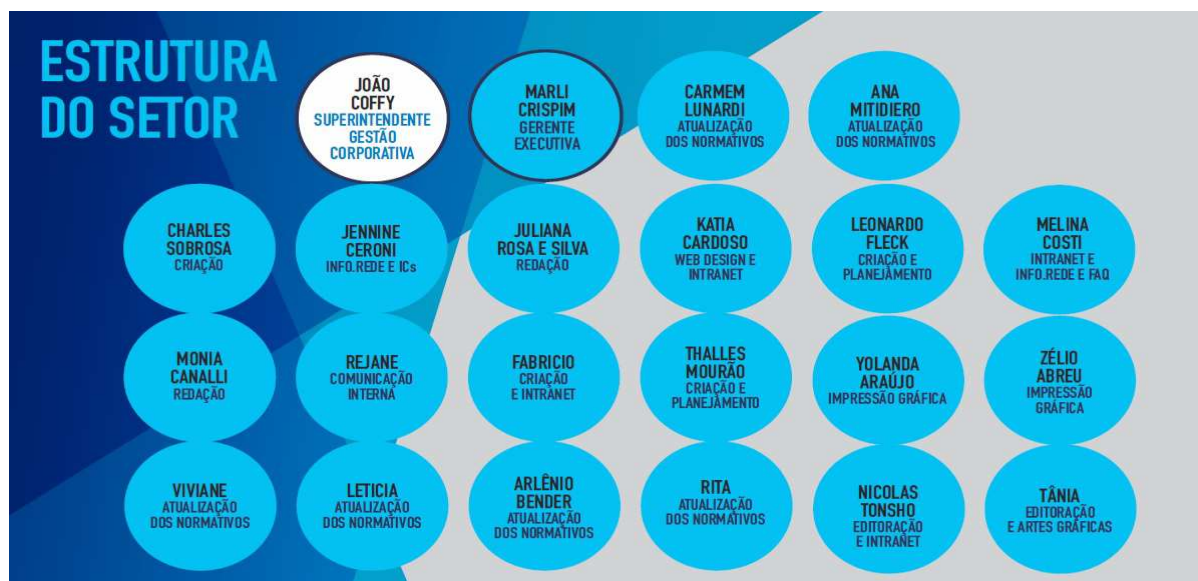 ESTRUTURA
DO SETOR
JOÃO
COFFY
SUPERINTENDENTE
GESTÃO
CORPORATIVA
MARLI
CRISPIM
GERENTE
EXECUTIVA
CARMEM
LUNARDI
ATUALIZAÇÃO
DOS NORMATIVOS
ANA
MITIDIERO
ATUALIZAÇÃO
DOS NORMATIVOS
CHARLES
SOBROSA
CRIAÇÃO
JENNINE
CERONI
INFO.REDE E ICs
JULIANA
ROSA E SILVA
REDAÇÃO
KATIA
CARDOSO
WEB DESIGN E
INTRANET
LEONARDO
FLECK
CRIAÇÃO E
PLANEJAMENTO
MELINA
COSTI
INTRANET E
INFO.REDE E FAQ
MONIA
CANALLI
REDAÇÃO
REJANE
COMUNICAÇÃO
INTERNA
FABRICIO
CRIAÇÃO
E INTRANET
THALLES
MOURÃO
CRIAÇÃO E
PLANEJAMENTO
YOLANDA
ARAÚJO
IMPRESSÃO GRÁFICA
ZÉLIO
ABREU
IMPRESSÃO
GRÁFICA
VIVIANE
ATUALIZAÇÃO
DOS NORMATIVOS
LETICIA
ATUALIZAÇÃO
DOS NORMATIVOS
ARLÊNIO
BENDER
ATUALIZAÇÃO
DOS NORMATIVOS
RITA
ATUALIZAÇÃO
DOS NORMATIVOS
NICOLAS
TONSHO
EDITORAÇÃO
E INTRANET
TÂNIA
EDITORAÇÃO
E ARTES GRÁFICAS